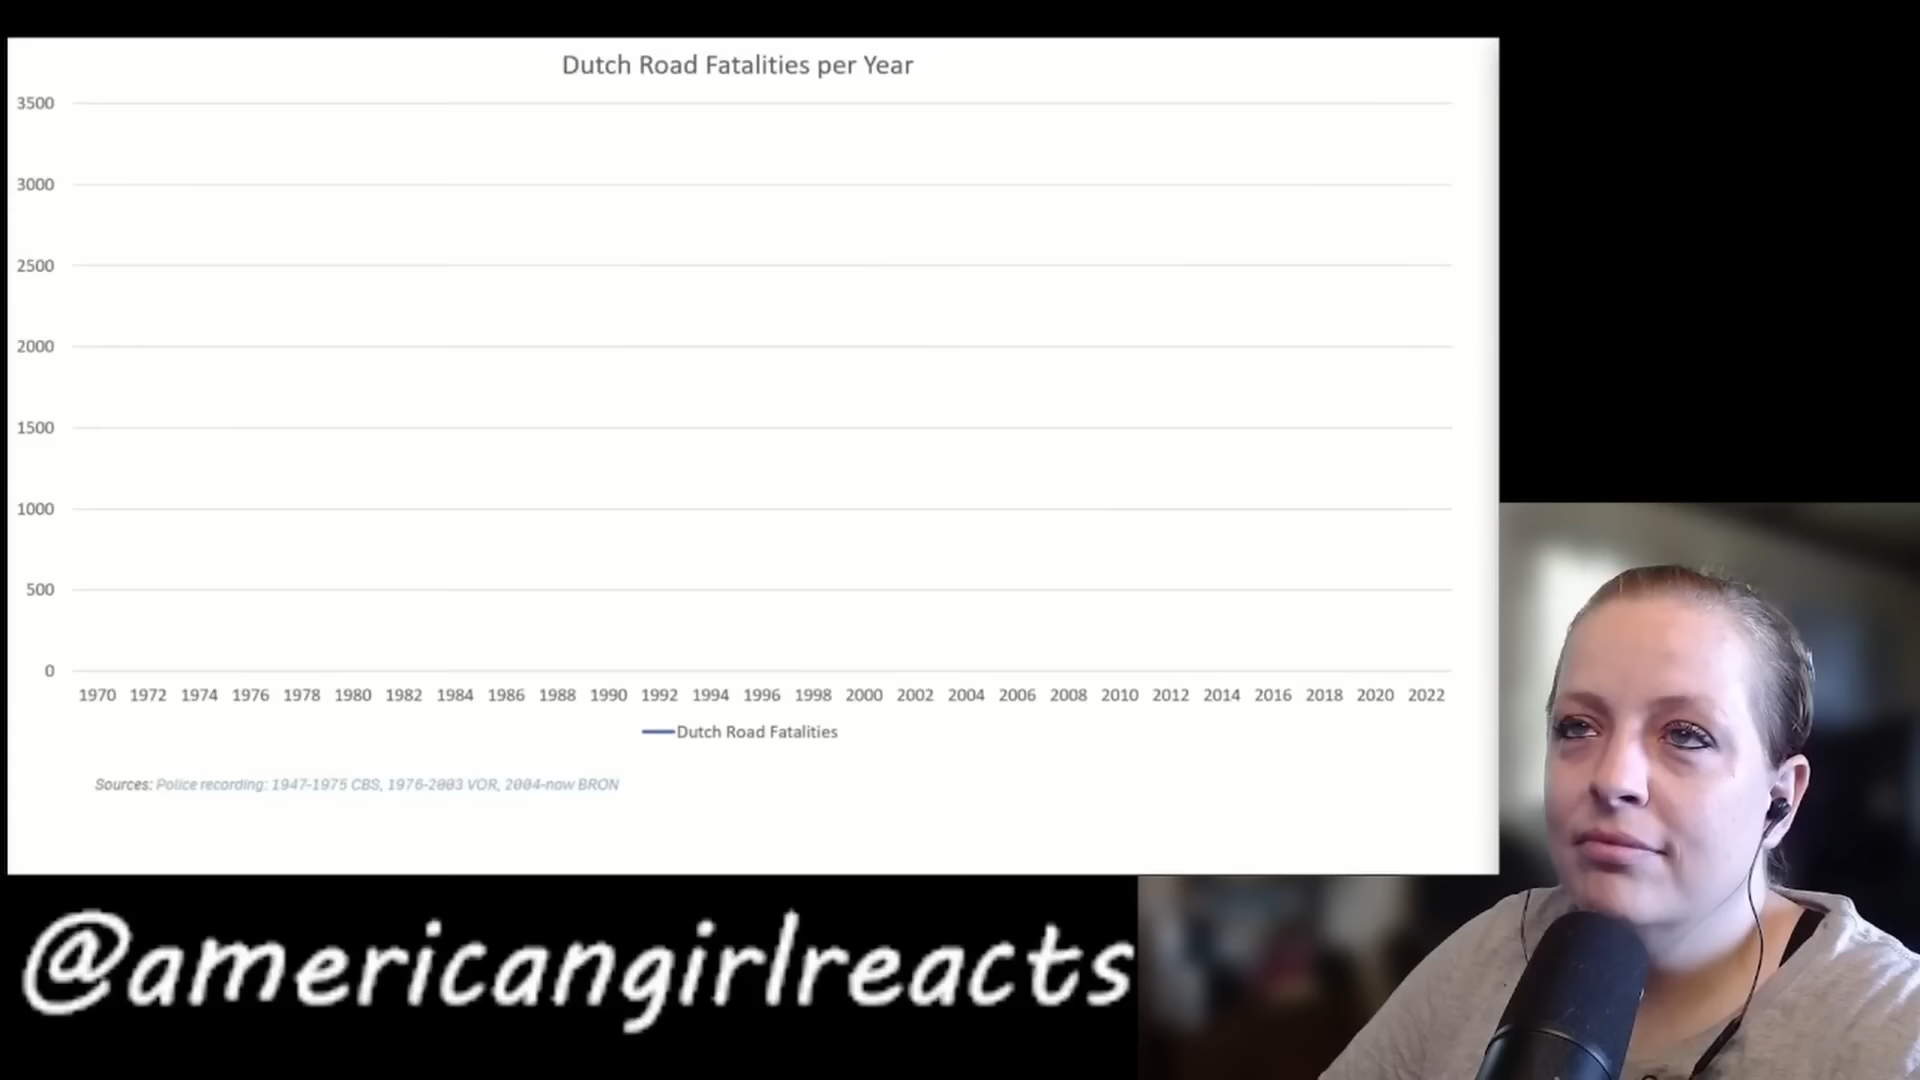 Dutch Road Fatalities per Year
3500
3000
2500
2000
1500
1000
500
0
1970 1972 1974 1976 1978 1980 1982 1984 1986 1988 1990 1992 1994 1996 1998 2000 2002 2004 2006 2008 2010 2012 2014 2016 2018 2020 2022
Dutch Road Fatalities
Sources: Police recording: 1947-1975 CBS, 1976-2003 VOR, 2004-now BRON
@americangirlreacts